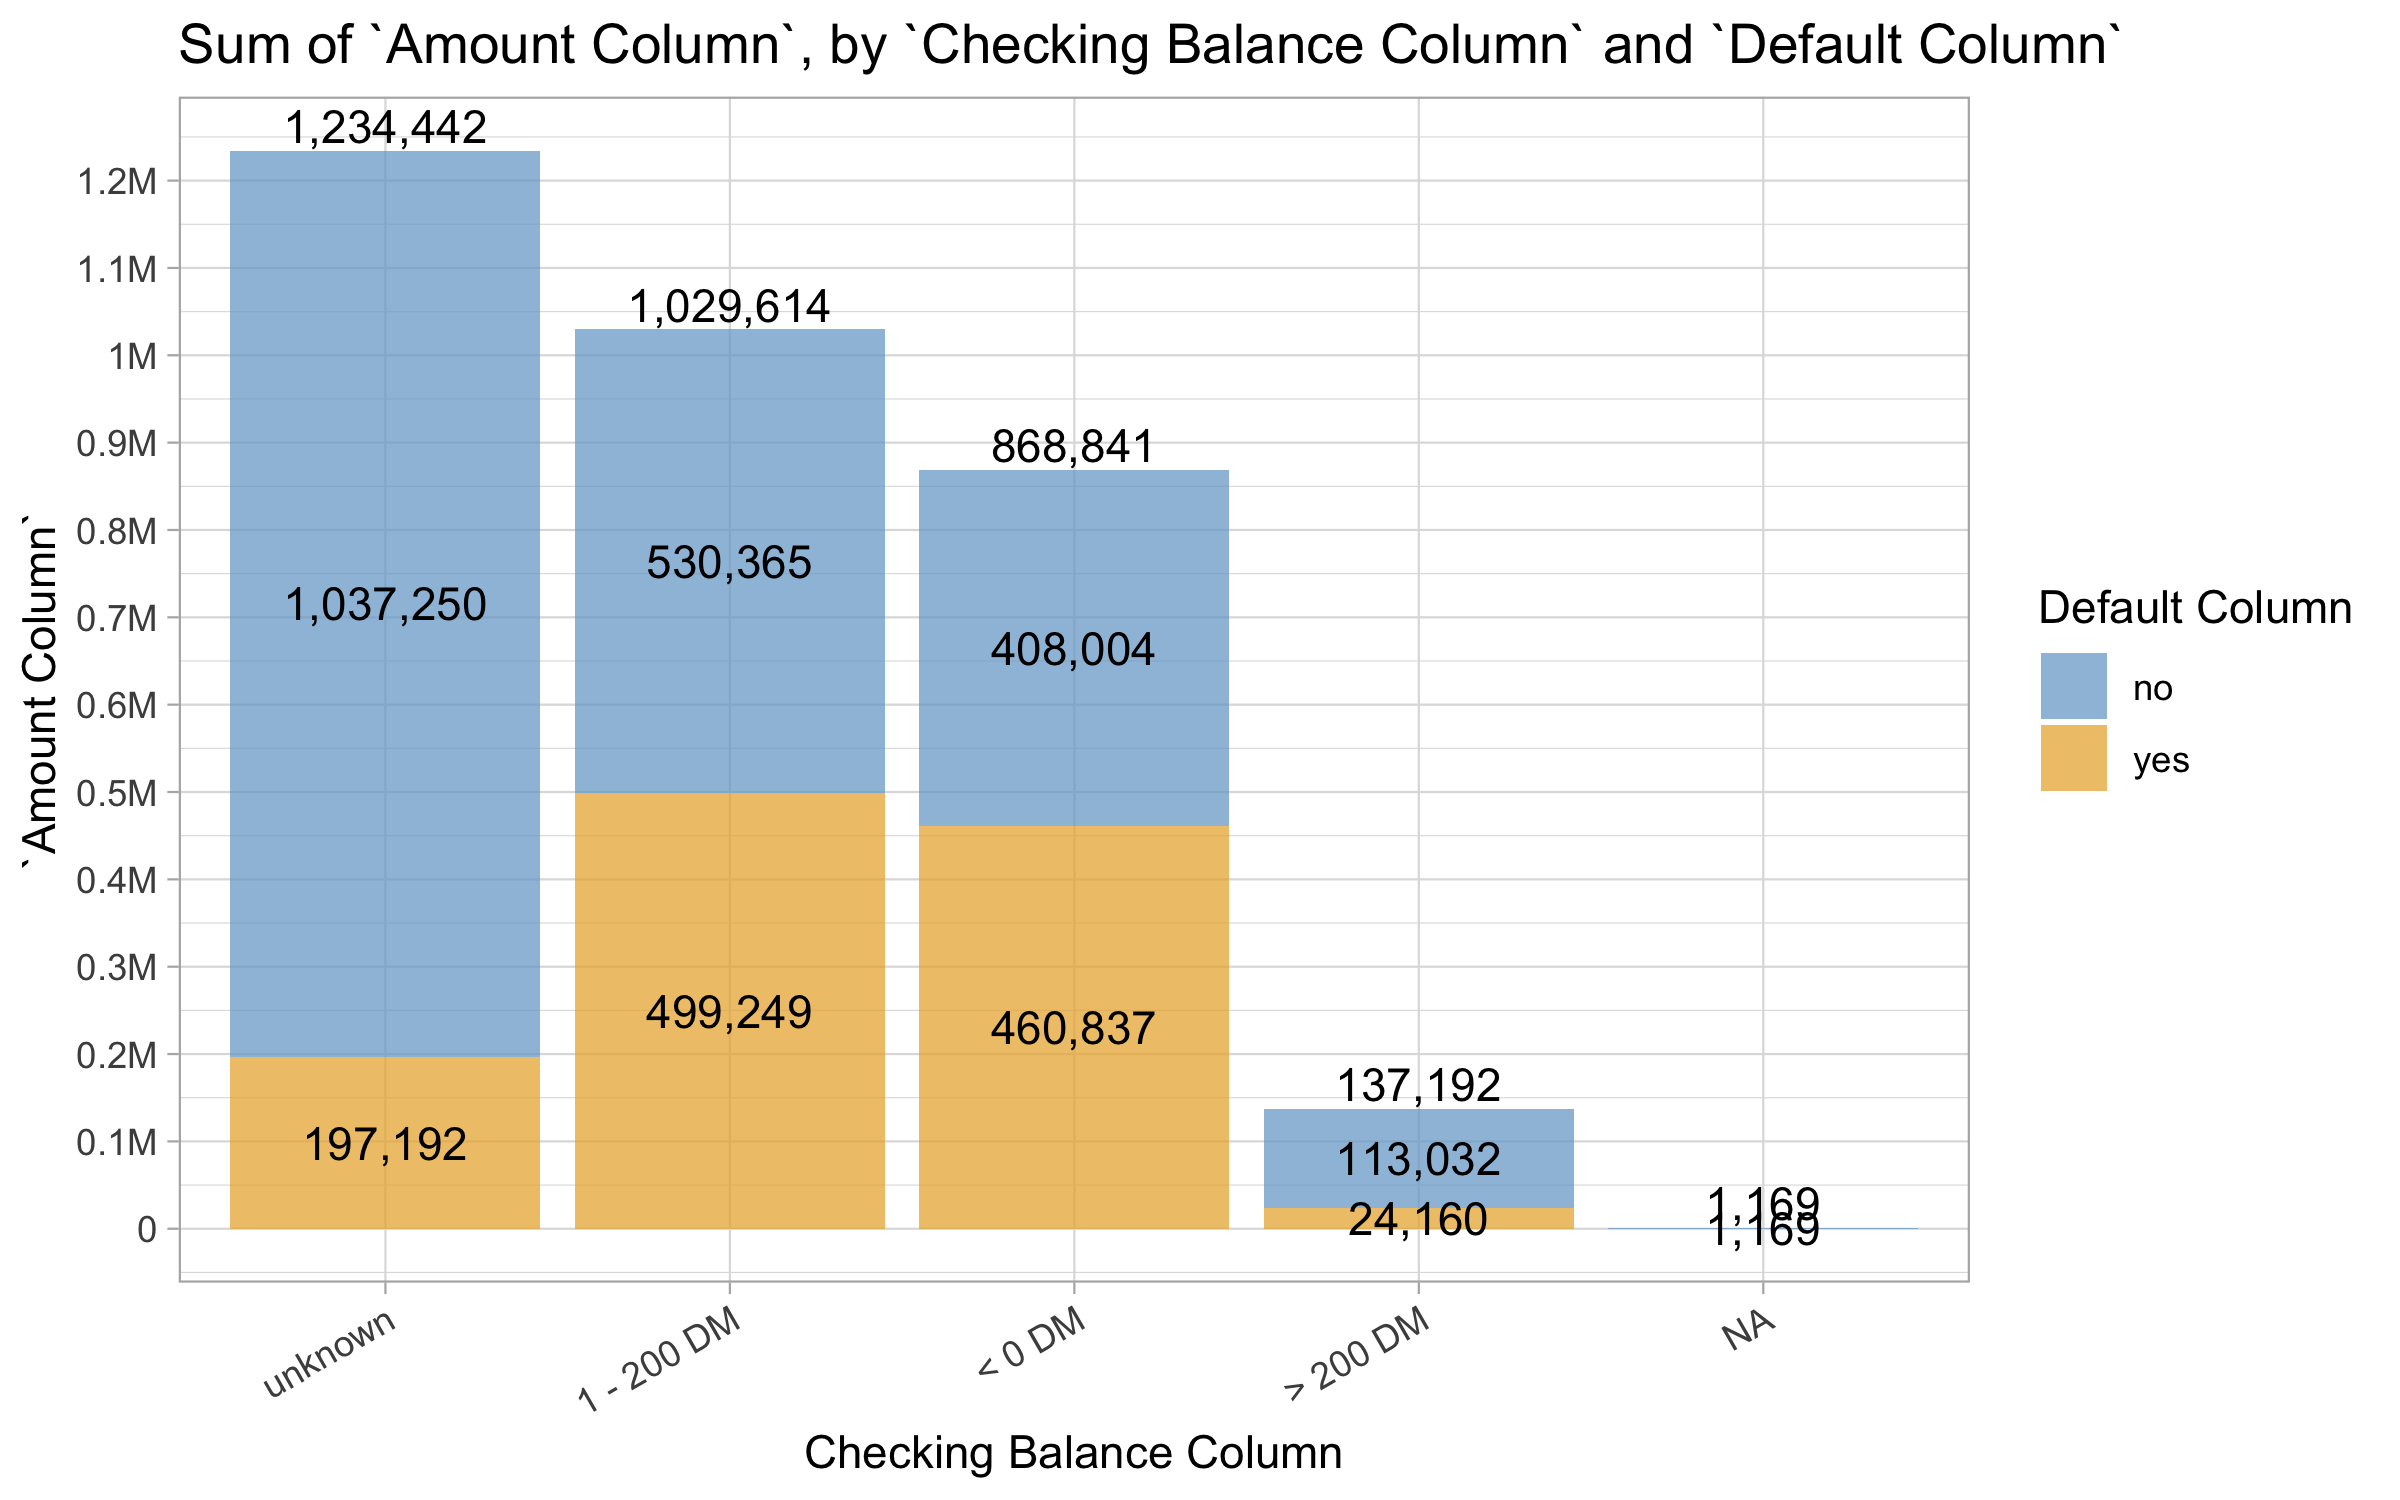 Sum of `Amount Column`, by `Checking Balance Column` and `Default Column`
`Amount Column`
1.2M
1.1M
1M
0.9M
0.8M
0.7M
0.6M
0.5M
0.4M
0.3M
0.2M
0.1M
0
1,234,442
1,037,250
197,192
1,029,614
530,365
499,249
868,841
408,004
460,837
137,192
113,032
24,160
1,169
1,169
unknown
1 - 200 DM
< 0 DM
> 200 DM
NA
Checking Balance Column
Default Column
no
yes